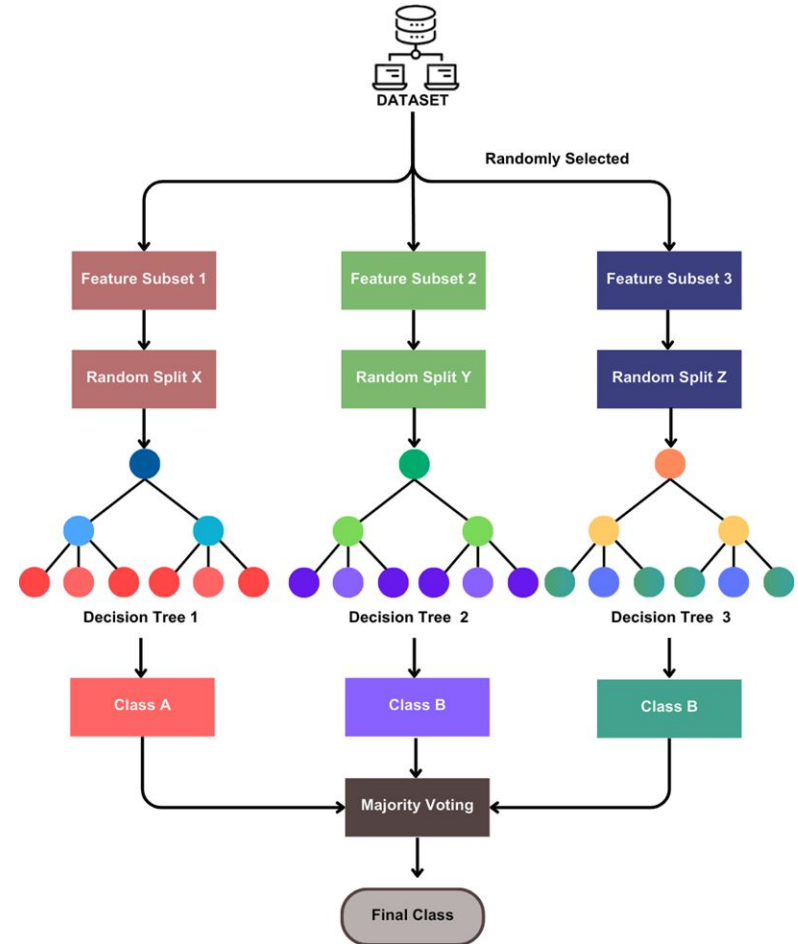 DATASET
Randomly Selected
Feature Subset 1
Feature Subset 2
Feature Subset 3
Random Split X
Random Split Y
Random Split Z
Decision Tree 1
Decision Tree 2
Decision Tree 3
Class A
Class B
Class B
Majority Voting
Final Class